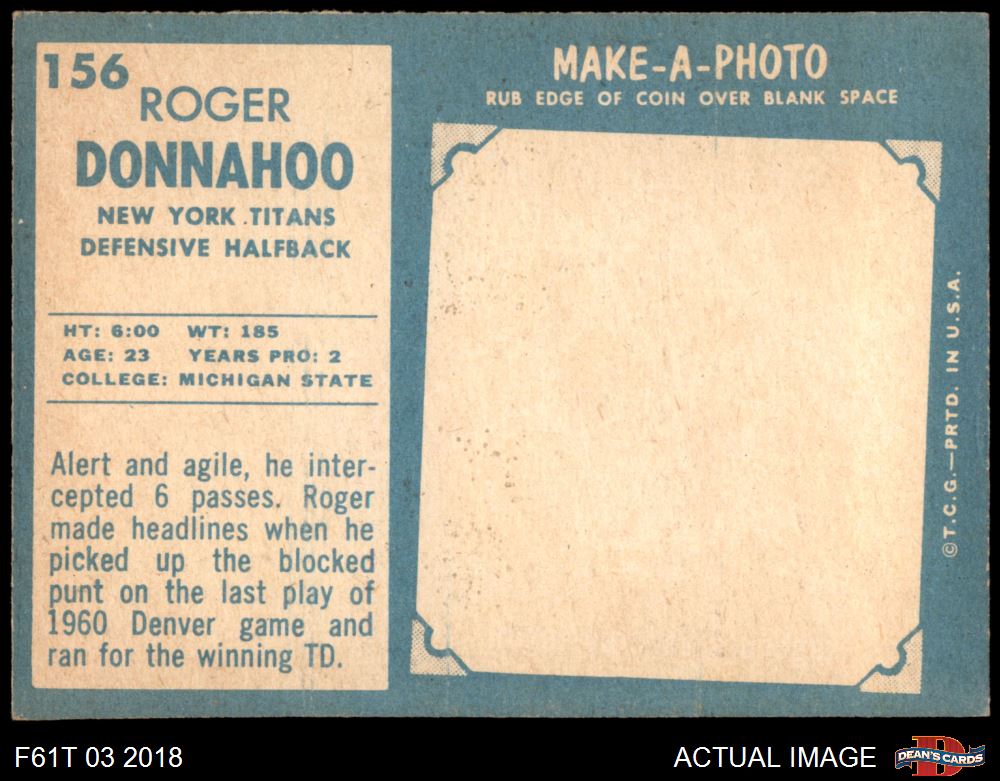 156
ROGER
DONNAHOO
NEW YORK TITANS
DEFENSIVE HALFBACK
HT: 6:00 WT: 185
AGE: 23 YEARS PRO: 2
COLLEGE: MICHIGAN STATE
Alert and agile, he inter-
cepted 6 passes. Roger
made headlines when he
picked up the blocked
punt on the last play of
1960 Denver game and
ran for the winning TD.
MAKE-A-PHOTO
RUB EDGE OF COIN OVER BLANK SPACE
©T.C.G.—PRTD. IN U.S.A.
F61T 03 2018
ACTUAL IMAGE
DEAN'S CARDS